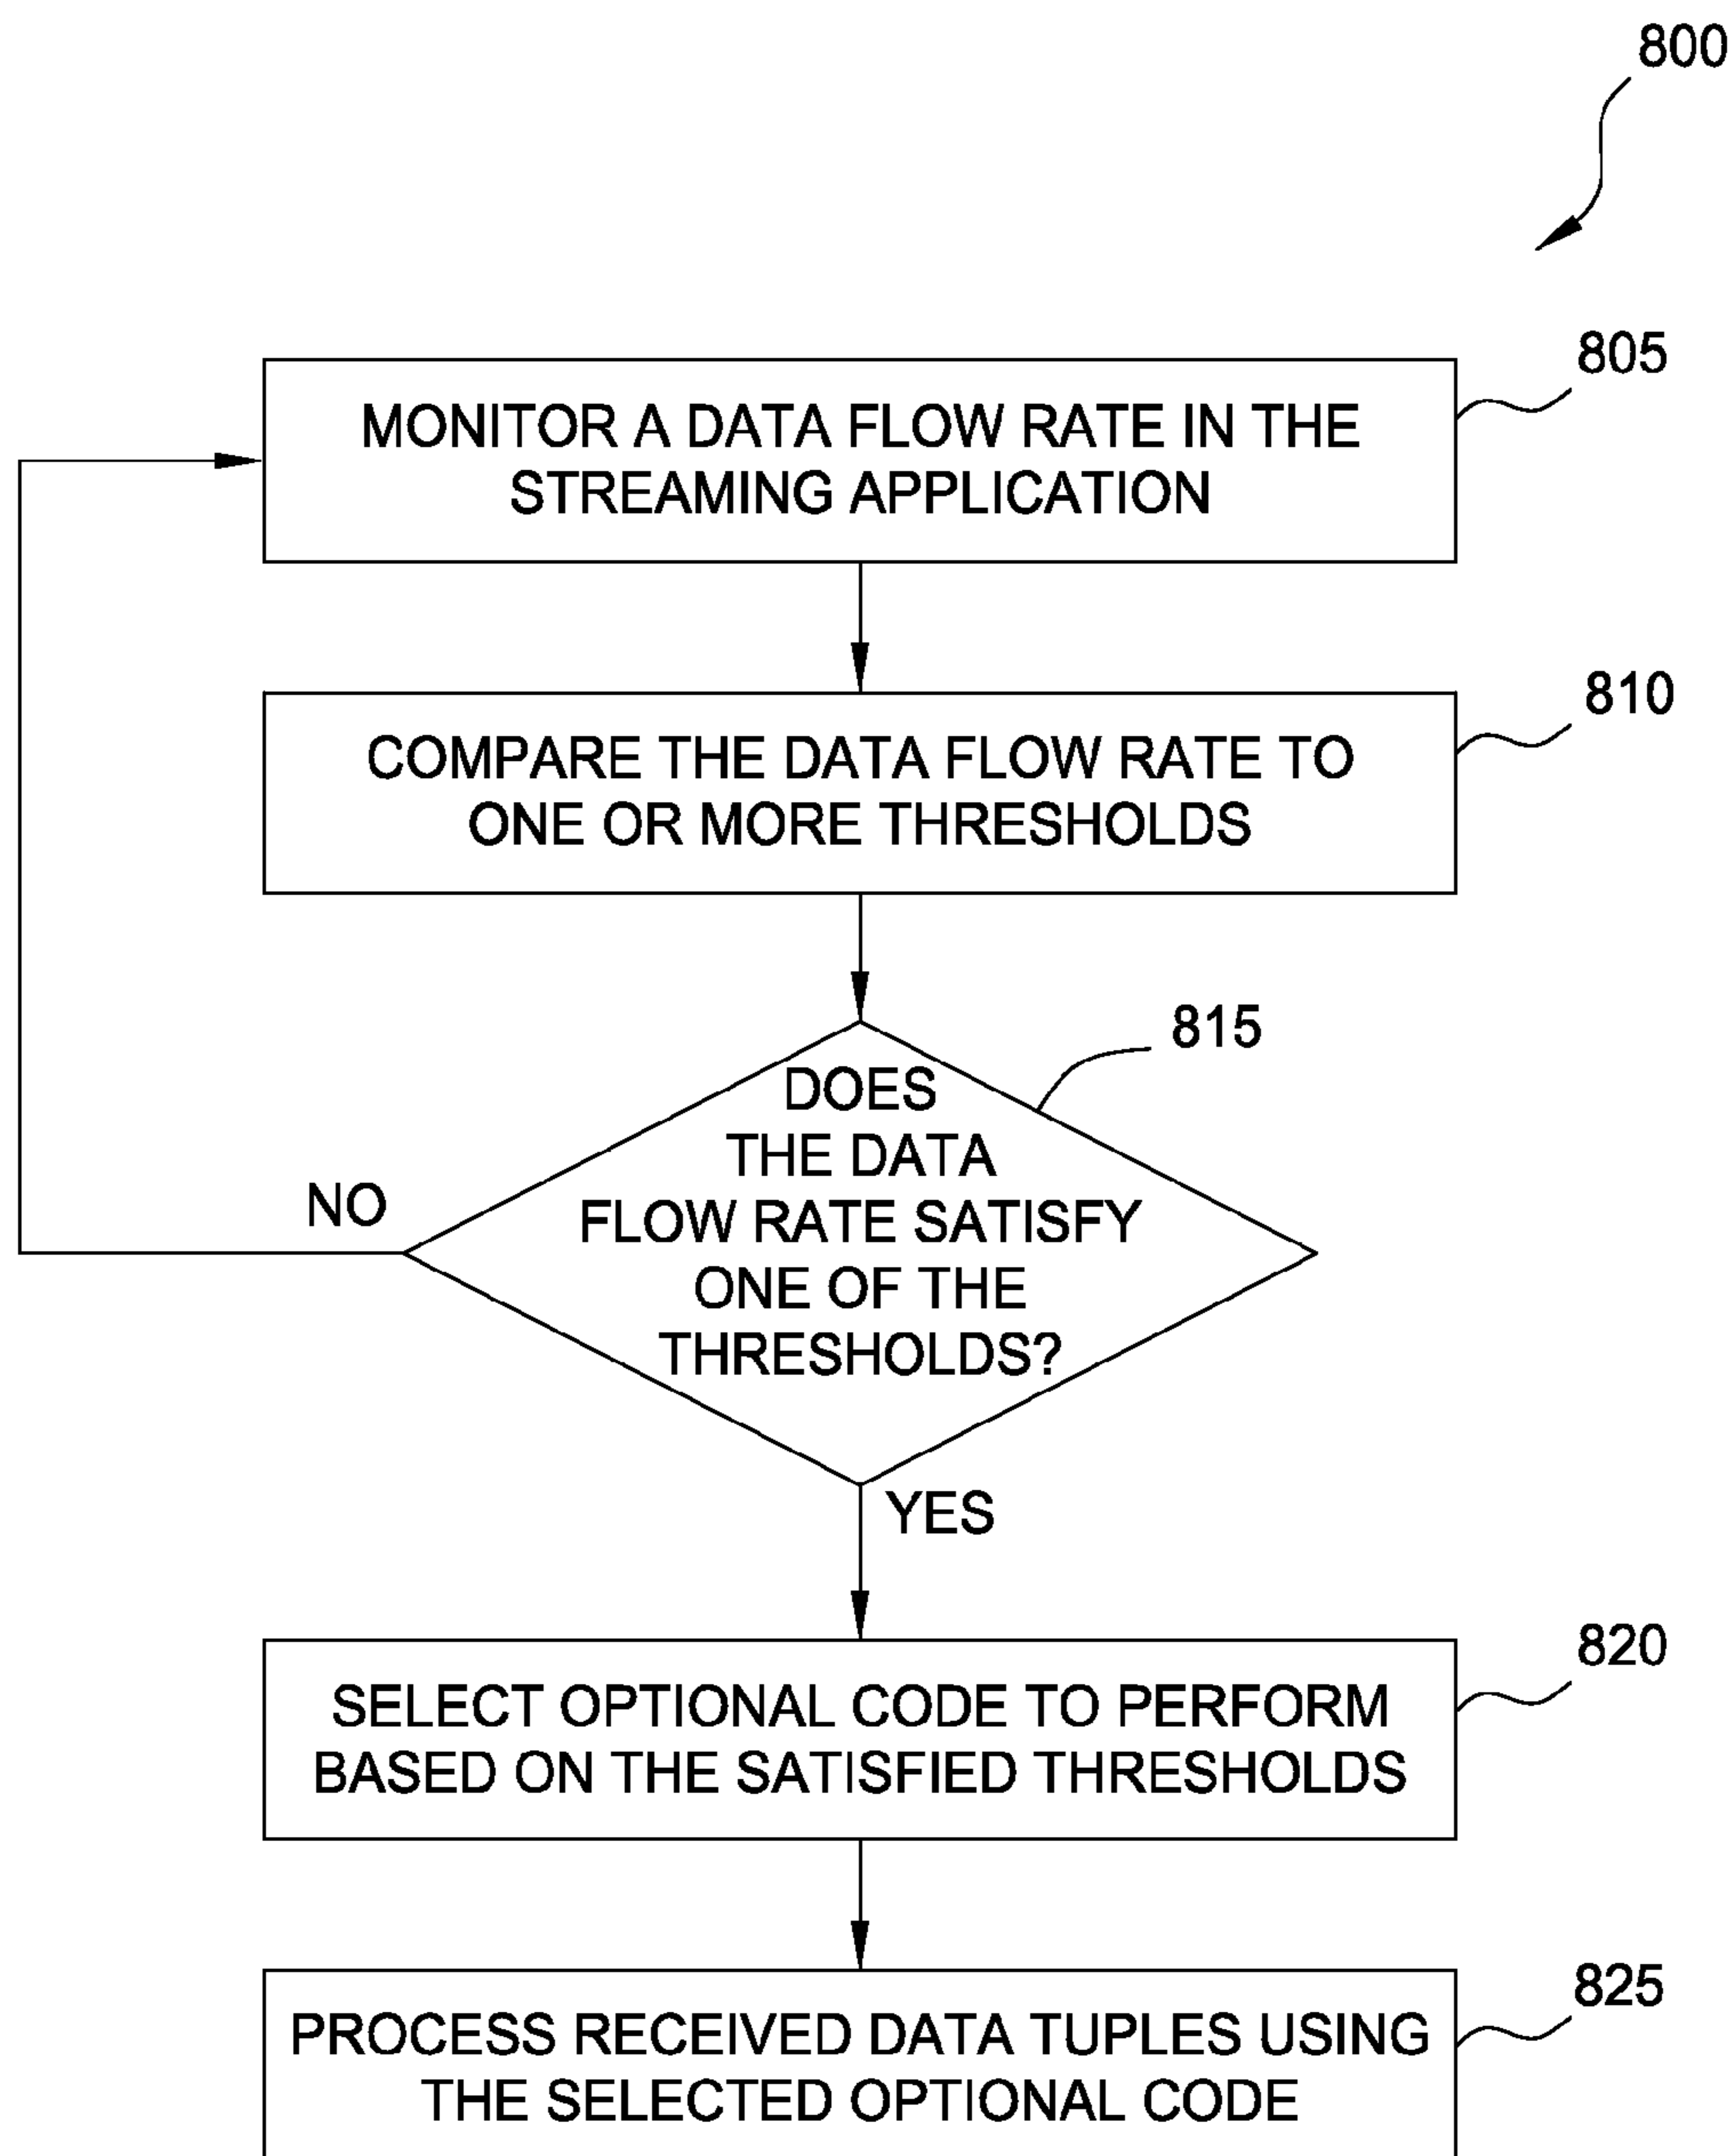 800
805
MONITOR A DATA FLOW RATE IN THE
STREAMING APPLICATION
810
COMPARE THE DATA FLOW RATE TO
ONE OR MORE THRESHOLDS
815
DOES
THE DATA
FLOW RATE SATISFY
ONE OF THE
THRESHOLDS?
NO
YES
820
SELECT OPTIONAL CODE TO PERFORM
BASED ON THE SATISFIED THRESHOLDS
825
PROCESS RECEIVED DATA TUPLES USING
THE SELECTED OPTIONAL CODE